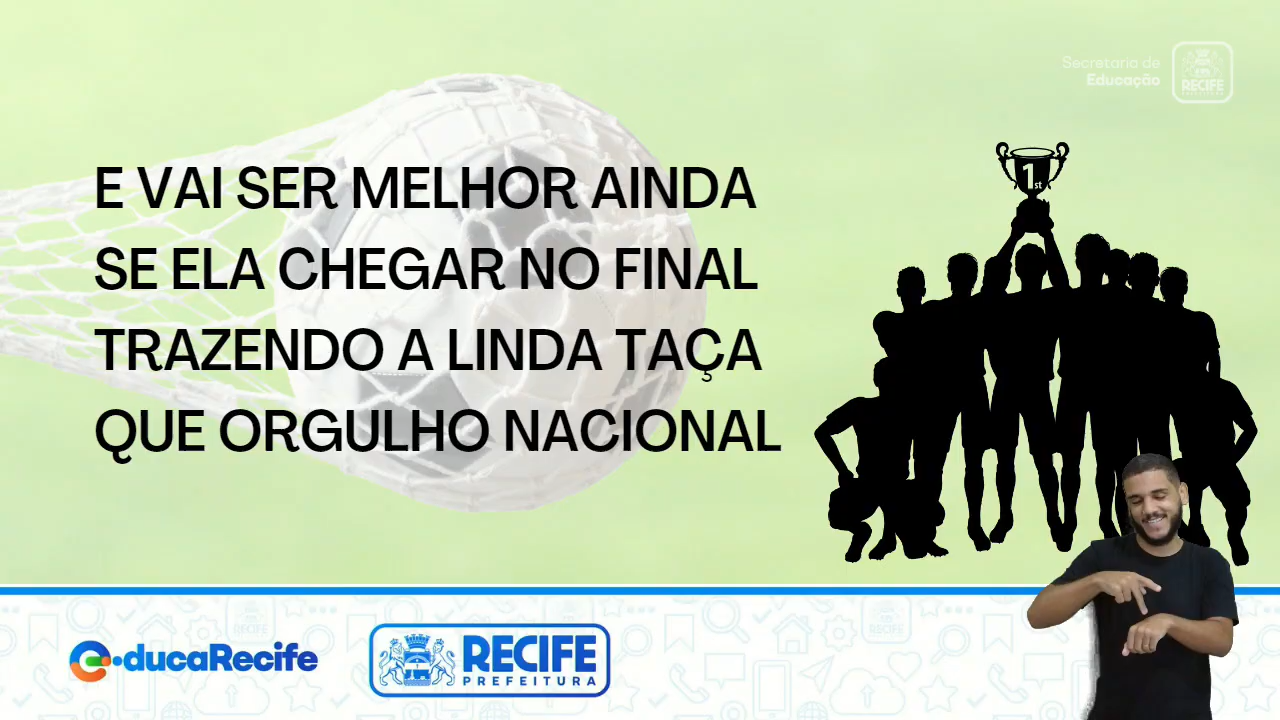 Secretaria de
Educação
RECIFE
1st
E VAI SER MELHOR AINDA
SE ELA CHEGAR NO FINAL
TRAZENDO A LINDA TAÇA
QUE ORGULHO NACIONAL
ducaRecife
RECIFE
PREFEITURA